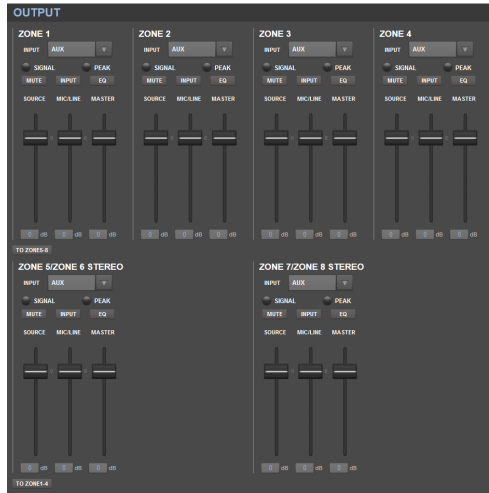 OUTPUT
ZONE 1 ZONE 2 ZONE 3 ZONE 4
INPUT AUX INPUT AUX INPUT AUX INPUT AUX
SIGNAL PEAK SIGNAL PEAK SIGNAL PEAK SIGNAL PEAK
MUTE INPUT EQ MUTE INPUT EQ MUTE INPUT EQ MUTE INPUT EQ
SOURCE MIC/LINE MASTER SOURCE MIC/LINE MASTER SOURCE MIC/LINE MASTER SOURCE MIC/LINE MASTER
0 dB 0 dB 0 dB 0 dB 0 dB 0 dB 0 dB 0 dB 0 dB 0 dB 0 dB 0 dB
TO ZONE5-8
ZONE 5/ZONE 6 STEREO ZONE 7/ZONE 8 STEREO
INPUT AUX INPUT AUX
SIGNAL PEAK SIGNAL PEAK
MUTE INPUT EQ MUTE INPUT EQ
SOURCE MIC/LINE MASTER SOURCE MIC/LINE MASTER
0 dB 0 dB 0 dB 0 dB 0 dB 0 dB
TO ZONE1-4